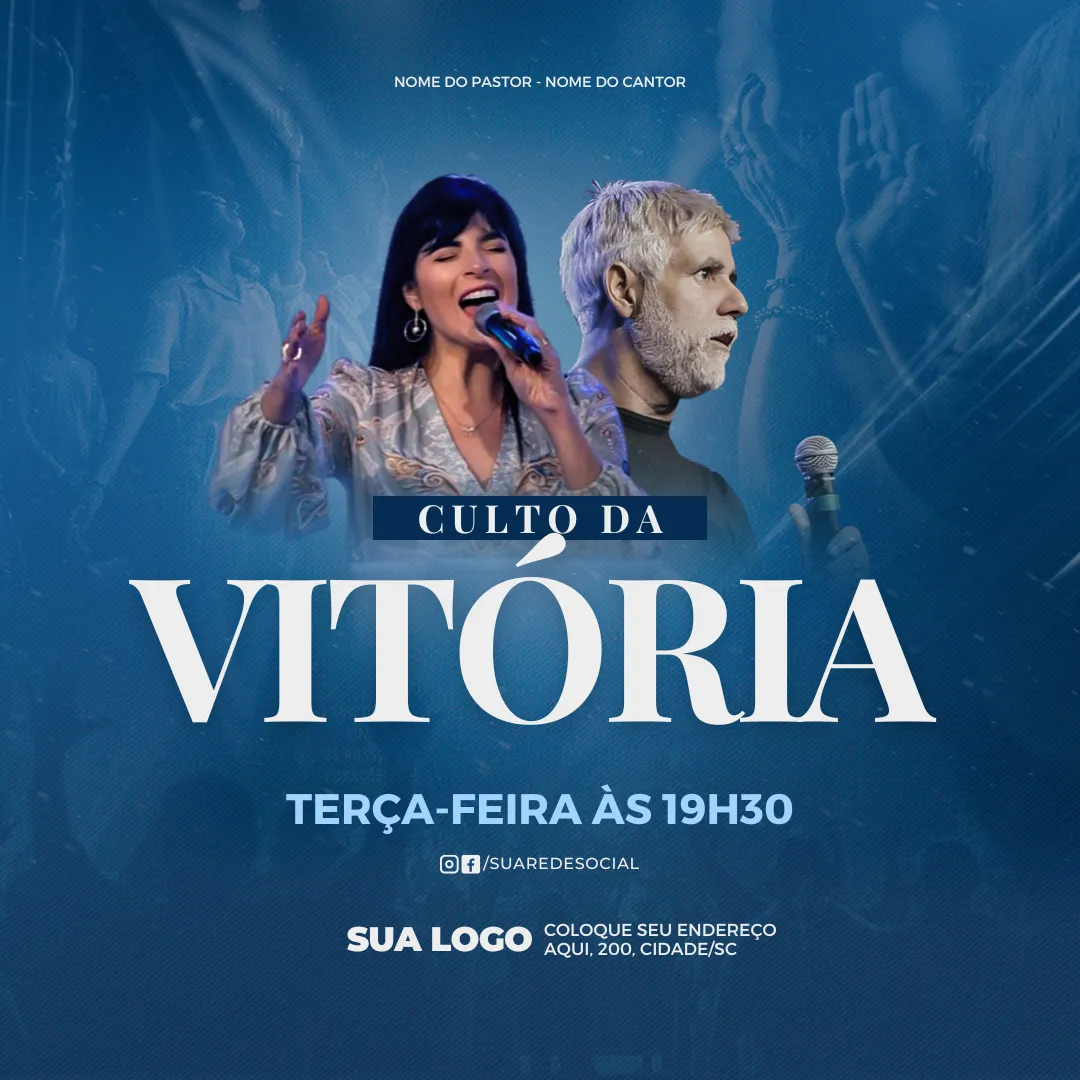 NOME DO PASTOR - NOME DO CANTOR
CULTO DA
VITÓRIA
TERÇA-FEIRA ÀS 19H30
/SUAREDESOCIAL
SUA LOGO
COLOQUE SEU ENDEREÇO
AQUI, 200, CIDADE/SC